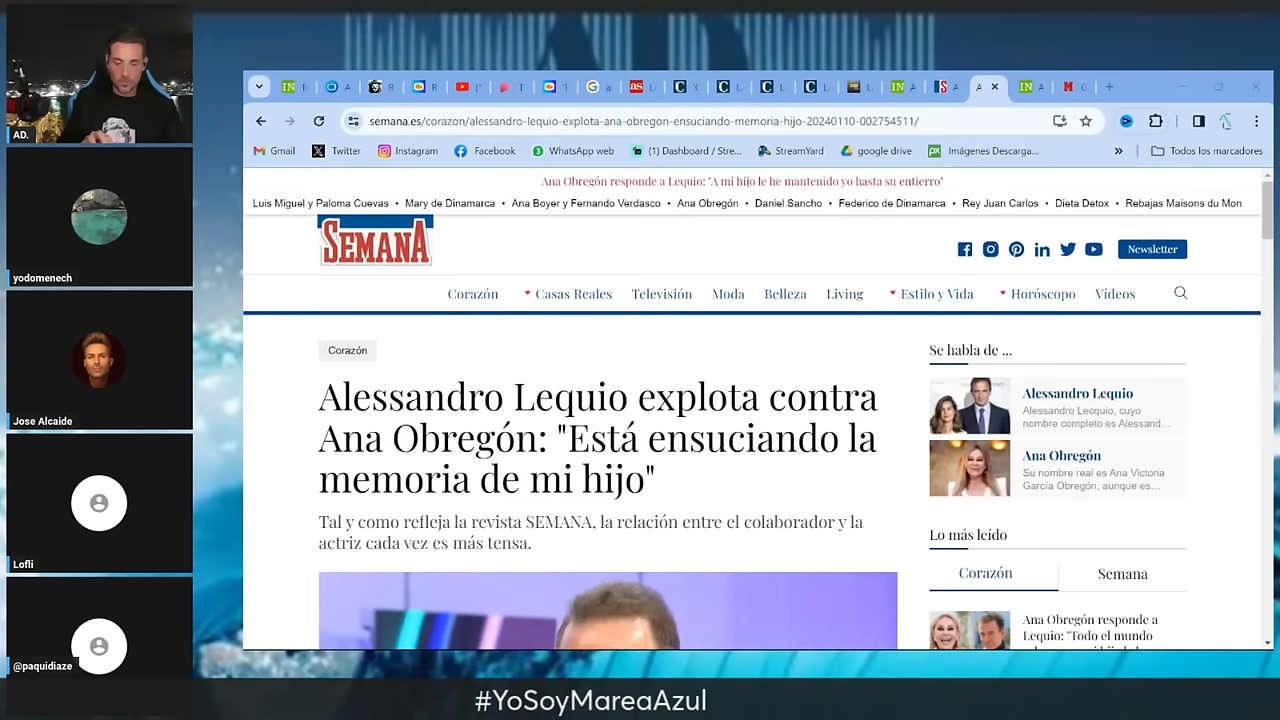 AD.
yodomenech
Jose Alcaide
Lofli
@paquidiaze
semana.es/corazon/alessandro-lequio-explota-ana-obregon-ensuciando-memoria-hijo-20240110-002754511/
Gmail
Twitter
Instagram
Facebook
WhatsApp web
(1) Dashboard / Stre...
StreamYard
google drive
Imágenes Descarga...
»
Todos los marcadores
Ana Obregón responde a Lequio: "A mi hijo le he mantenido yo hasta su entierro"
Luis Miguel y Paloma Cuevas • Mary de Dinamarca • Ana Boyer y Fernando Verdasco • Ana Obregón • Daniel Sancho • Federico de Dinamarca • Rey Juan Carlos • Dieta Detox • Rebajas Maisons du Mon
SEMANA
Newsletter
Corazón
Casas Reales
Televisión
Moda
Belleza
Living
Estilo y Vida
Horóscopo
Vídeos
Corazón
Alessandro Lequio explota contra
Ana Obregón: "Está ensuciando la
memoria de mi hijo"
Tal y como refleja la revista SEMANA, la relación entre el colaborador y la
actriz cada vez es más tensa.
Se habla de ...
Alessandro Lequio
Alessandro Lecquio, cuyo
nombre completo es Alessand...
Ana Obregón
Su nombre real es Ana Victoria
García Obregón, aunque es...
Lo más leído
Corazón
Semana
Ana Obregón responde a
Lequio: "Todo el mundo
#YoSoyMareaAzul